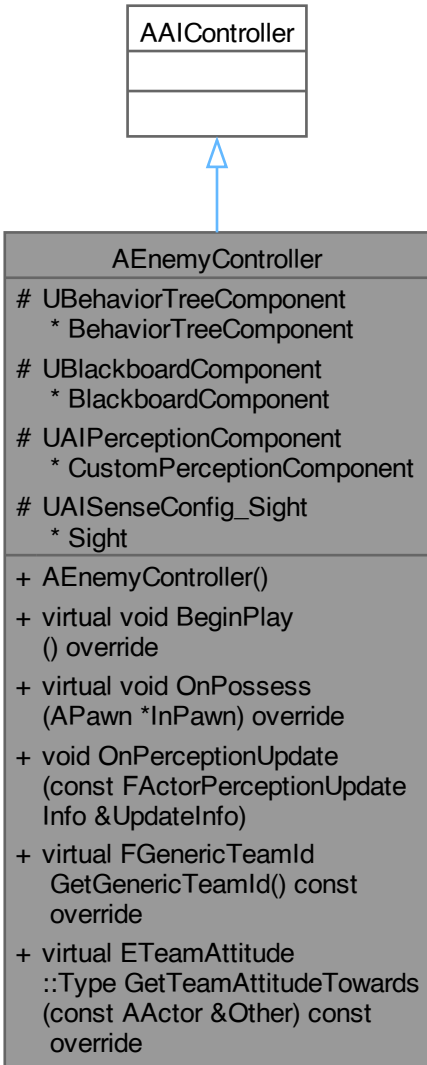 AAIController
AEnemyController
# UBehaviorTreeComponent
* BehaviorTreeComponent
# UBlackboardComponent
* BlackboardComponent
# UAIPerceptionComponent
* CustomPerceptionComponent
# UAISenseConfig_Sight
* Sight
+ AEnemyController()
+ virtual void BeginPlay
() override
+ virtual void OnPossess
(APawn *InPawn) override
+ void OnPerceptionUpdate
(const FActorPerceptionUpdate
Info &UpdateInfo)
+ virtual FGenericTeamId
GetGenericTeamId() const
override
+ virtual ETeamAttitude
::Type GetTeamAttitudeTowards
(const AActor &Other) const
override